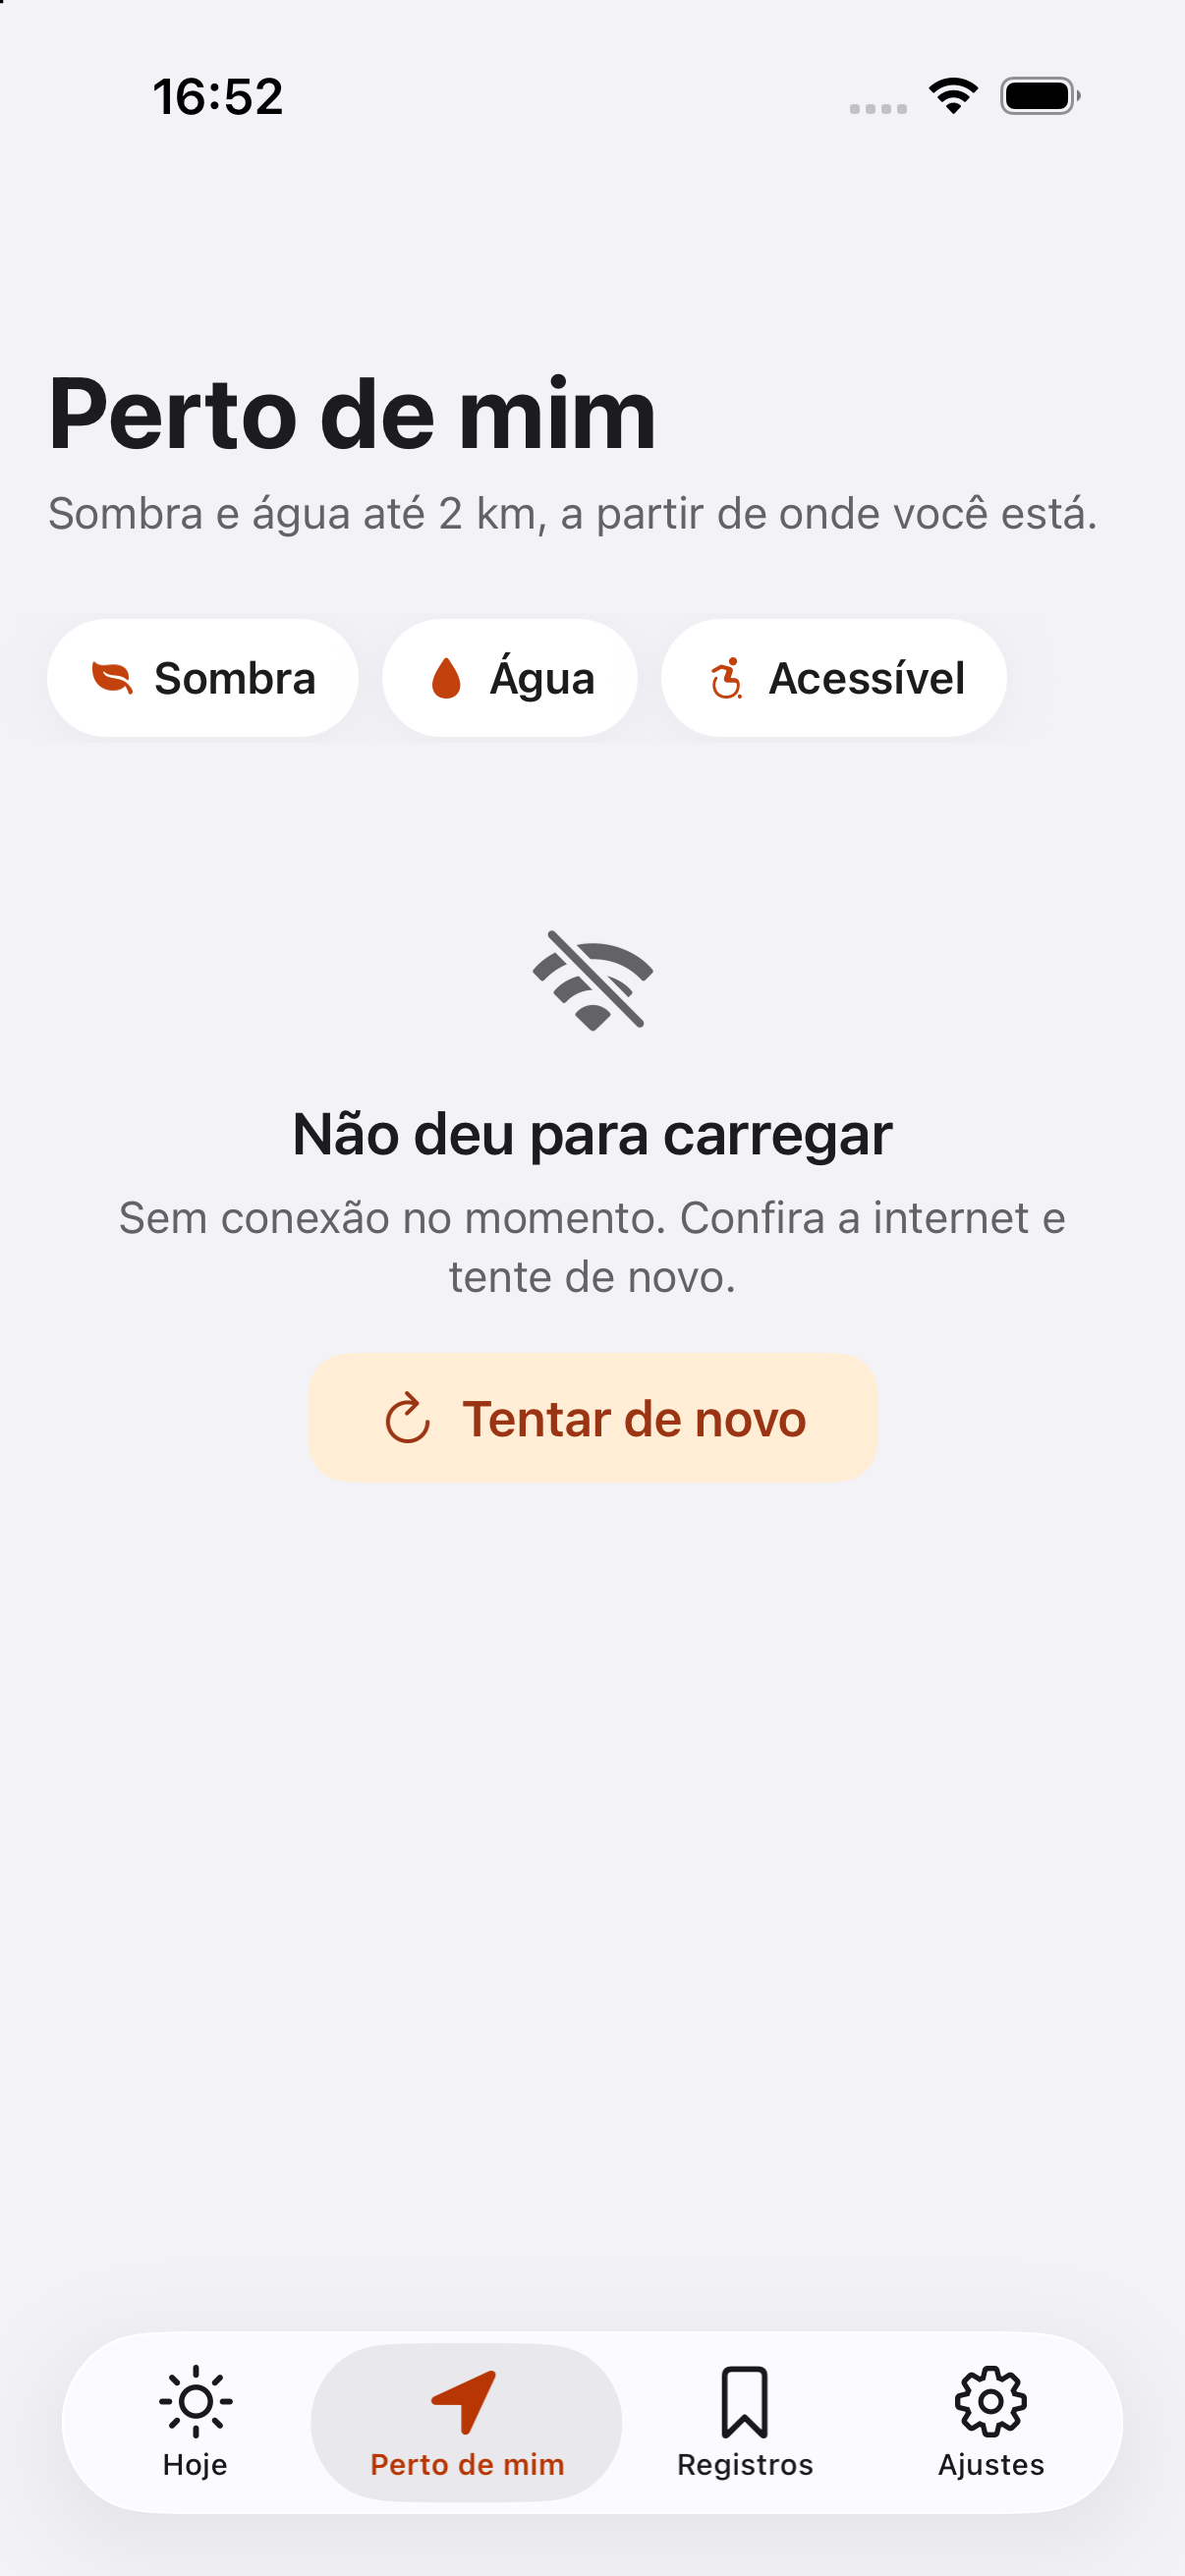 16:52
Perto de mim
Sombra e água até 2 km, a partir de onde você está.
Sombra
Água
Acessível
Não deu para carregar
Sem conexão no momento. Confira a internet e
tente de novo.
Tentar de novo
Hoje
Perto de mim
Registros
Ajustes